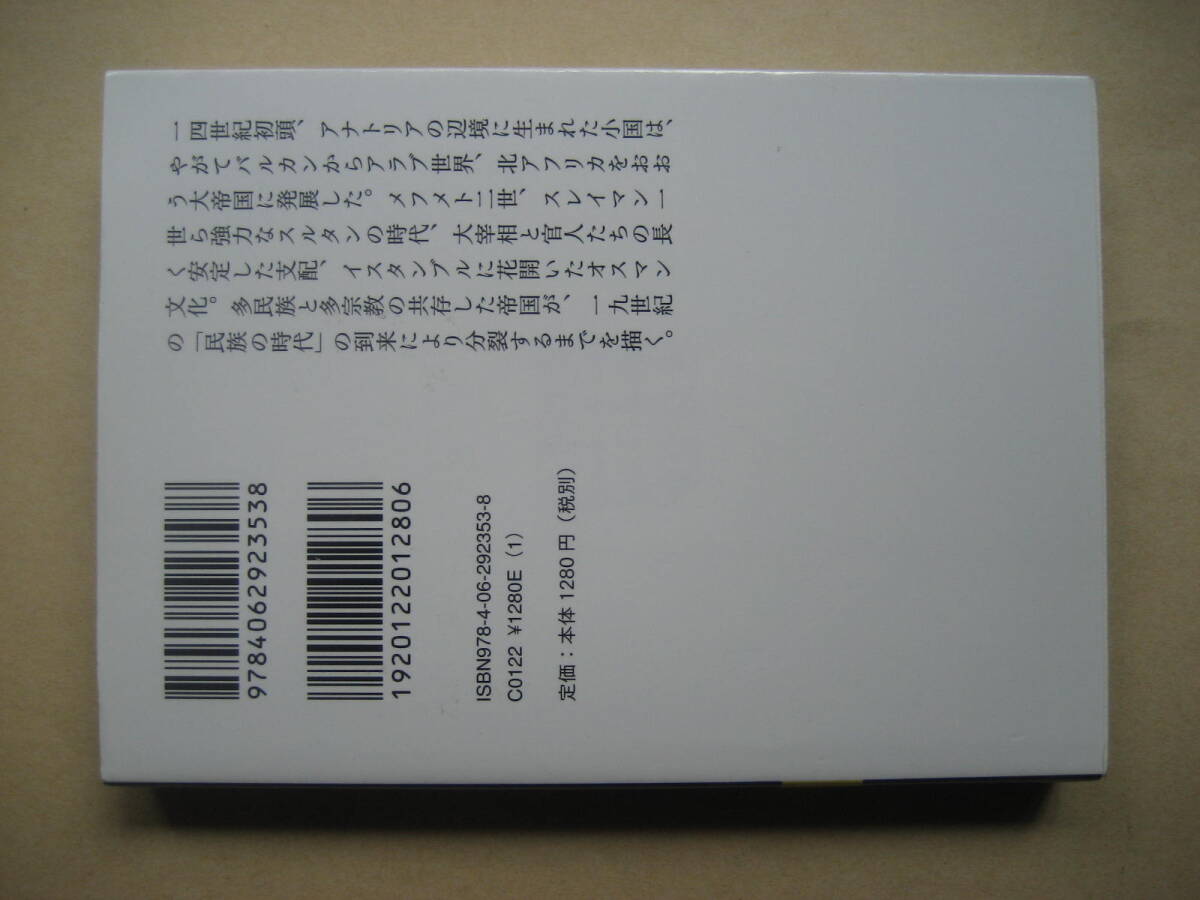 一四世紀初頭、アナトリアの辺境に生まれた小国は、
やがてバルカンからアラブ世界、北アフリカをおお
う大帝国に発展した。メフメト二世、スレイマン一
世ら強力なスルタンの時代、大宰相と官人たちの長
く安定した支配、イスタンブルに花開いたオスマン
文化。多民族と多宗教の共存した帝国が、一九世紀
の「民族の時代」の到来により分裂するまでを描く。
9784062923538
1920122012806
ISBN978-4-06-292353-8
C0122 ¥1280E (1)
定価：本体1280円（税別）